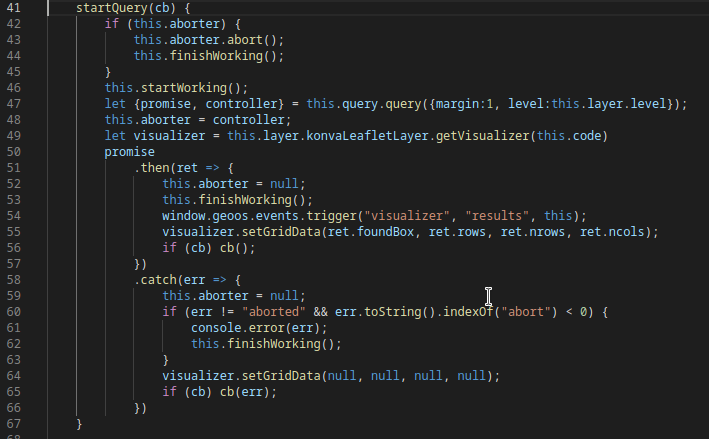 41 startQuery(cb) {
42 if (this.aborter) {
43 this.aborter.abort();
44 this.finishWorking();
45 }
46 this.startWorking();
47 let {promise, controller} = this.query.query({margin:1, level:this.layer.level});
48 this.aborter = controller;
49 let visualizer = this.layer.konvaLeafletLayer.getVisualizer(this.code)
50 promise
51 .then(ret => {
52 this.aborter = null;
53 this.finishWorking();
54 window.geoos.events.trigger("visualizer", "results", this);
55 visualizer.setGridData(ret.foundBox, ret.rows, ret.nrows, ret.ncols);
56 if (cb) cb();
57 })
58 .catch(err => {
59 this.aborter = null;
60 if (err != "aborted" && err.toString().indexOf("abort") < 0) {
61 console.error(err);
62 this.finishWorking();
63 }
64 visualizer.setGridData(null, null, null, null);
65 if (cb) cb(err);
66 })
67 }